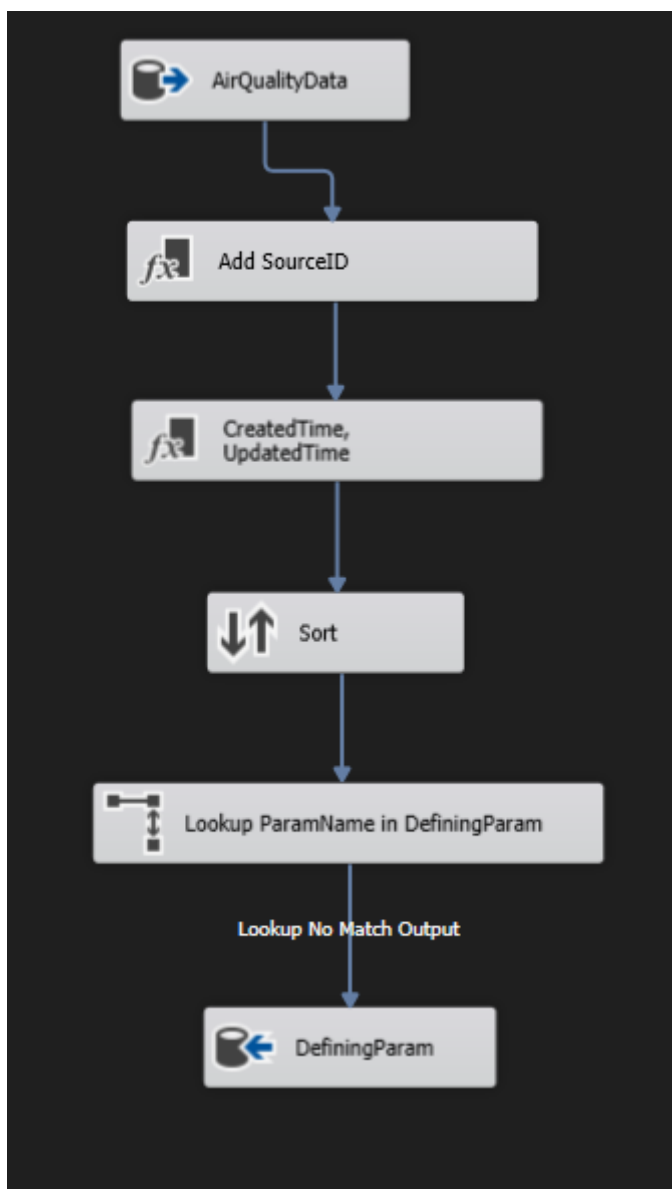 AirQualityData
Add SourceID
CreatedTime,
UpdatedTime
Sort
Lookup ParamName in DefiningParam
Lookup No Match Output
DefiningParam